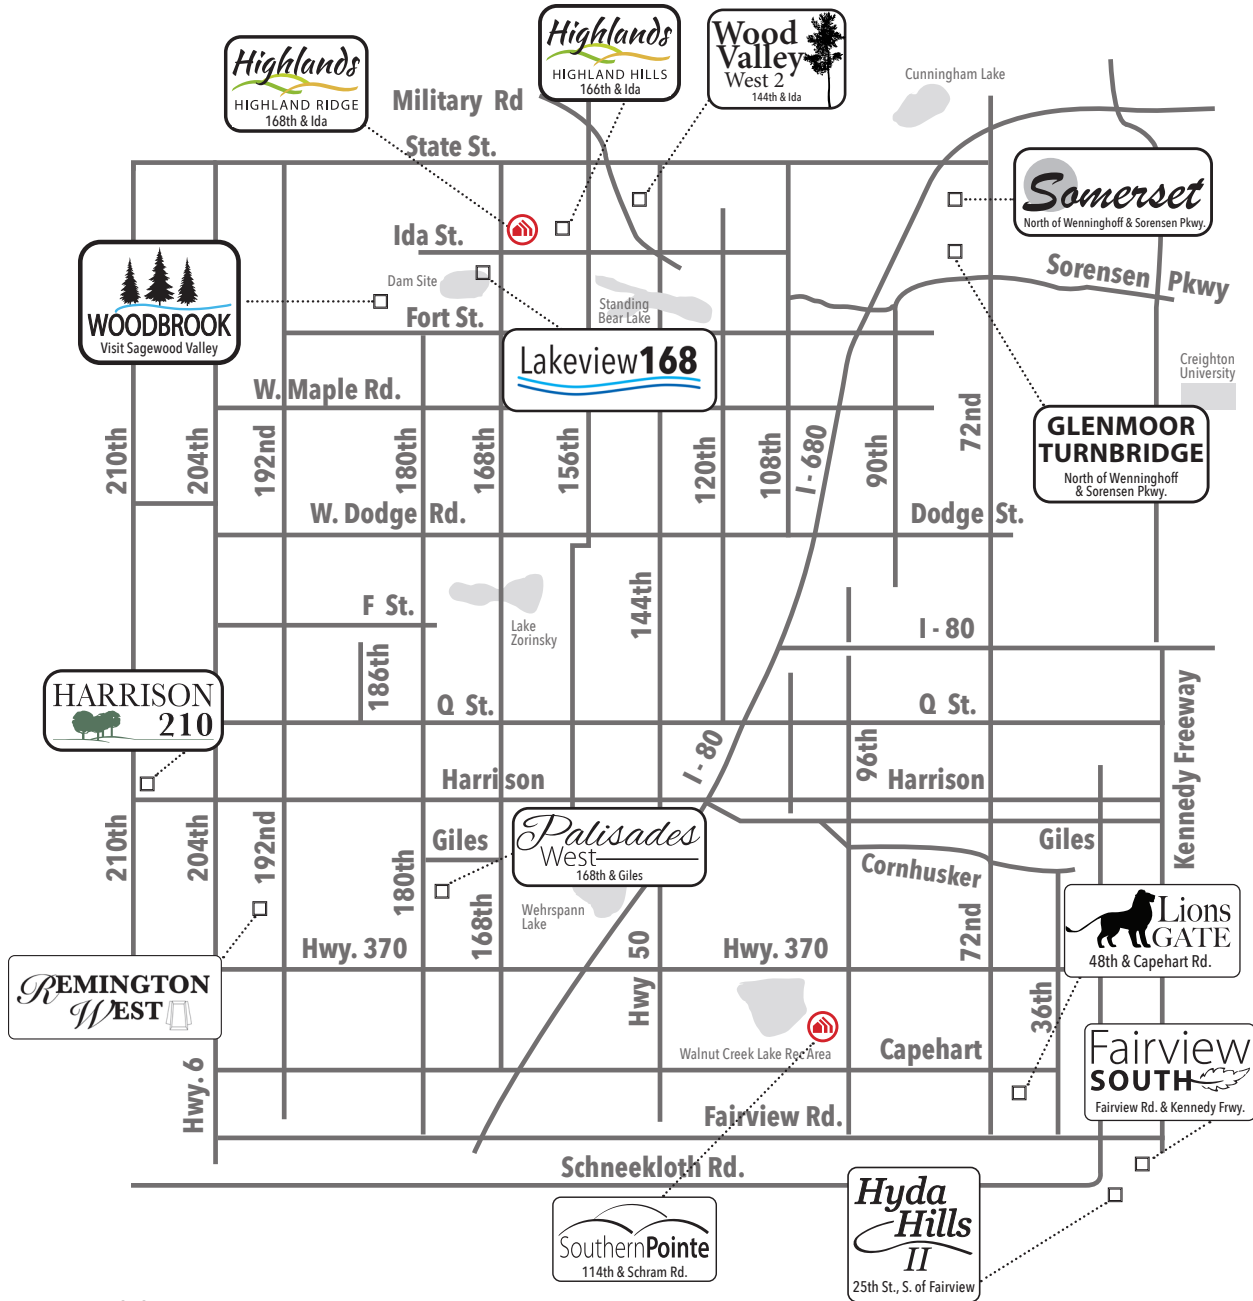 Highlands
HIGHLAND RIDGE
168th & Ida
Highlands
HIGHLAND HILLS
166th & Ida
Wood
Valley
West 2
144th & Ida
Cunningham Lake
Military Rd
State St.
Somerset
North of Wenninghoff & Sorensen Pkwy.
Ida St.
Sorensen Pkwy
WOODBROOK
Visit Sagewood Valley
Dam Site
Standing
Bear Lake
Fort St.
Lakeview168
Creighton
University
W. Maple Rd.
GLENMOOR
TURNBRIDGE
North of Wenninghoff
& Sorensen Pkwy.
210th
204th
192nd
180th
168th
156th
120th
108th
I - 680
90th
72nd
W. Dodge Rd.
Dodge St.
F St.
Lake
Zorinsky
144th
I - 80
186th
HARRISON
210
Q St.
Q St.
I - 80
96th
Kennedy Freeway
Harrison
Harrison
210th
204th
192nd
180th
Giles
168th
Palisades
West
168th & Giles
Giles
Cornhusker
Wehrspann
Lake
Lions
GATE
48th & Capehart Rd.
72nd
Hwy. 370
Hwy 50
Hwy. 370
REMINGTON
WEST
36th
Walnut Creek Lake Rec Area
Capehart
Fairview
SOUTH
Fairview Rd. & Kennedy Frwy.
Hwy. 6
Fairview Rd.
Schneekloth Rd.
SouthernPointe
114th & Schram Rd.
Hyda
Hills
II
25th St., S. of Fairview